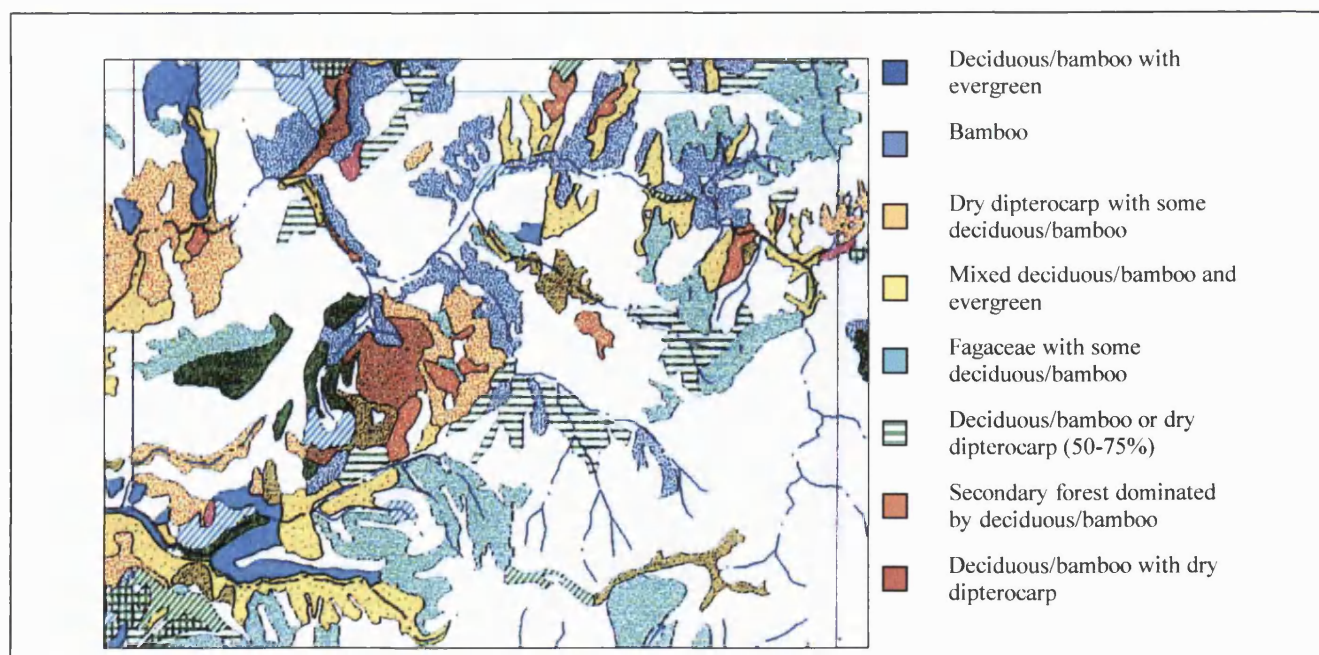 Deciduous/bamboo with
evergreen
Bamboo
Dry dipterocarp with some
deciduous/bamboo
Mixed deciduous/bamboo and
evergreen
Fagaceae with some
deciduous/bamboo
Deciduous/bamboo or dry
dipterocarp (50-75%)
Secondary forest dominated
by deciduous/bamboo
Deciduous/bamboo with dry
dipterocarp